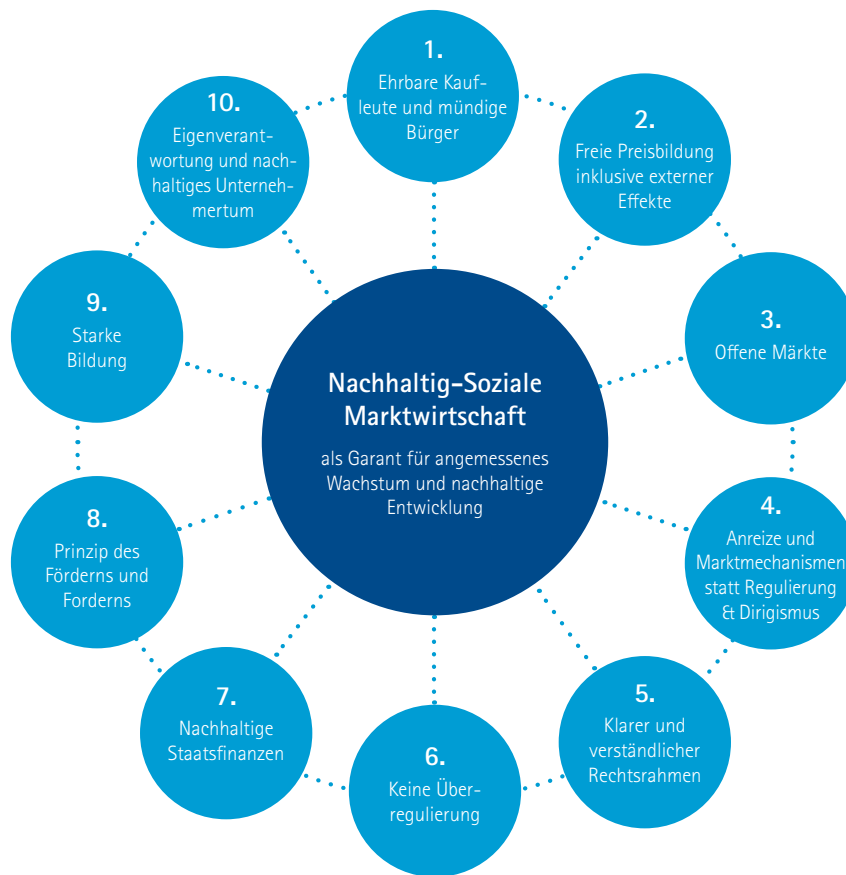 1.
Ehrbare Kauf-
leute und mündige
Bürger
2.
Freie Preisbildung
inklusive externer
Effekte
3.
Offene Märkte
4.
Anreize und
Marktmechanismen
statt Regulierung
& Dirigismus
5.
Klarer und
verständlicher
Rechtsrahmen
6.
Keine Über-
regulierung
7.
Nachhaltige
Staatsfinanzen
8.
Prinzip des
Förderns und
Forderns
9.
Starke
Bildung
10.
Eigenverant-
wortung und nach-
haltiges Unterneh-
mertum
Nachhaltig-Soziale
Marktwirtschaft
als Garant für angemessenes
Wachstum und nachhaltige
Entwicklung